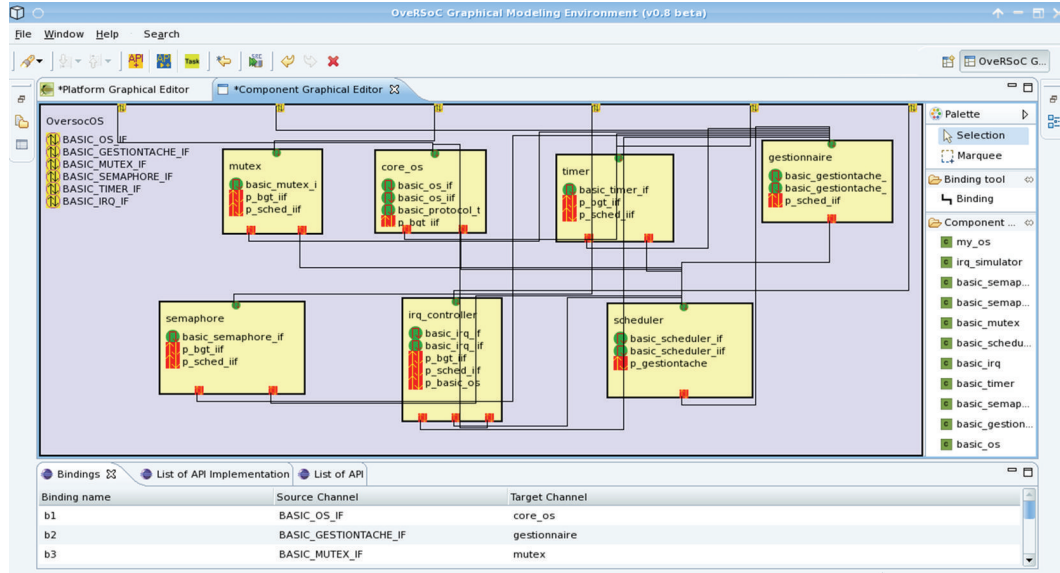 OveRSoC Graphical Modeling Environment (v0.8 beta)
File Window Help Search
API
Task
SRC
OveRSoC G...
*Platform Graphical Editor
*Component Graphical Editor
OversocOS
BASIC_OS_IF
BASIC_GESTIONTACHE_IF
BASIC_MUTEX_IF
BASIC_SEMAPHORE_IF
BASIC_TIMER_IF
BASIC_IRQ_IF
mutex
basic_mutex_i
p_bgt_iif
p_sched_iif
core_os
basic_os_if
basic_os_iif
basic_protocol_t
p_bgt_iif
timer
basic_timer_if
p_bgt_iif
p_sched_iif
gestionnaire
basic_gestiontache_
basic_gestiontache_
p_sched_iif
semaphore
basic_semaphore_if
p_bgt_iif
p_sched_iif
irq_controller
basic_irq_if
basic_irq_iif
p_bgt_iif
p_sched_iif
p_basic_os
scheduler
basic_scheduler_if
basic_scheduler_iif
p_gestiontache
Palette
Selection
Marquee
Binding tool
Binding
Component ...
my_os
irq_simulator
basic_semap...
basic_semap...
basic_mutex
basic_schedu...
basic_irq
basic_timer
basic_semap...
basic_gestion...
basic_os
Bindings
List of API Implementation
List of API
Binding name Source Channel Target Channel
b1 BASIC_OS_IF core_os
b2 BASIC_GESTIONTACHE_IF gestionnaire
b3 BASIC_MUTEX_IF mutex